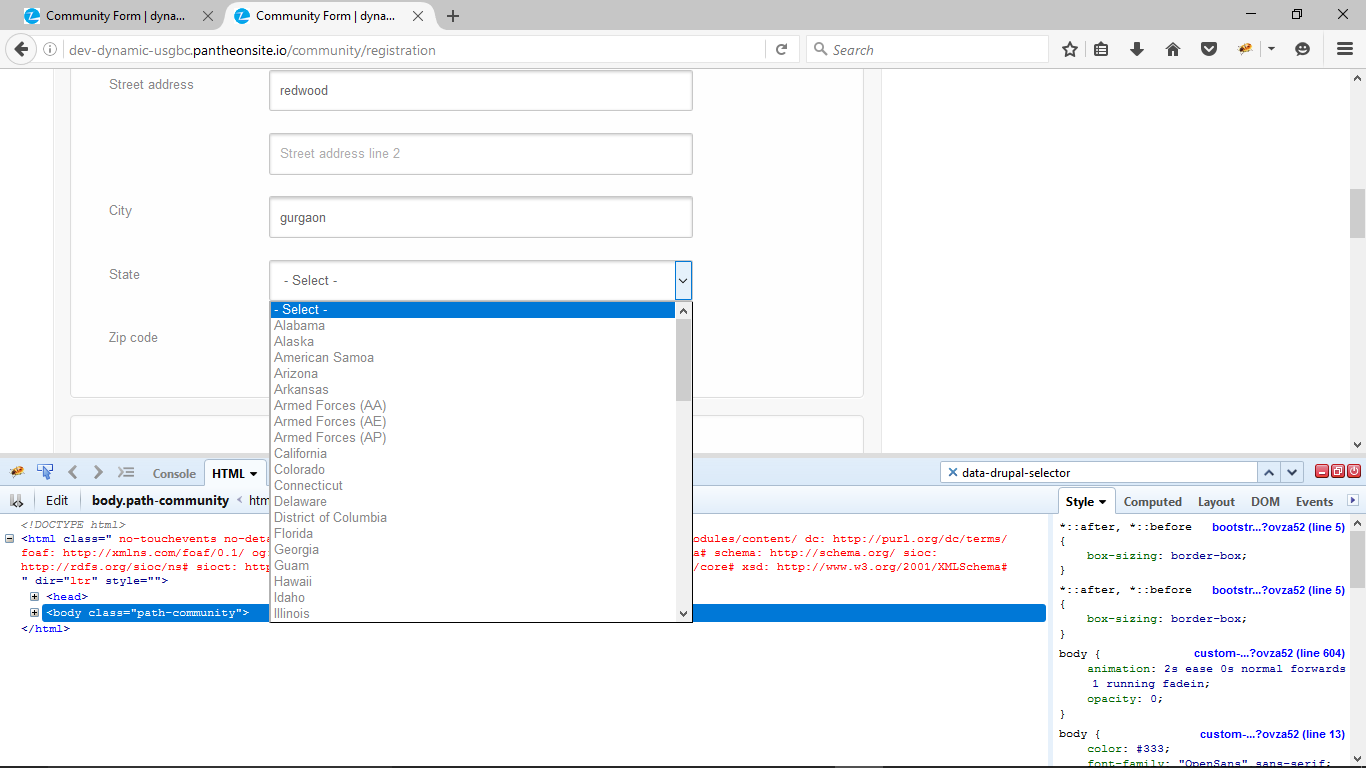 Community Form | dyna...
Community Form | dyna...
dev-dynamic-usgbc.pantheonsite.io/community/registration
Search
Street address
redwood
Street address line 2
City
gurgaon
State
- Select -
- Select -
Alabama
Alaska
American Samoa
Arizona
Arkansas
Armed Forces (AA)
Armed Forces (AE)
Armed Forces (AP)
California
Colorado
Connecticut
Delaware
District of Columbia
Florida
Georgia
Guam
Hawaii
Idaho
Illinois
Zip code
Console
HTML
data-drupal-selector
Edit
body.path-community < htm
Style
Computed
Layout
DOM
Events
<!DOCTYPE html>
<html class=" no-touchevents no-deta odules/content/ dc: http://purl.org/dc/terms/
foaf: http://xmlns.com/foaf/0.1/ og a# schema: http://schema.org/ sioc:
http://rdfs.org/sioc/ns# sioct: htt /core# xsd: http://www.w3.org/2001/XMLSchema#
" dir="ltr" style="">
<head>
<body class="path-community">
</html>
*::after, *::before bootstr...?ovza52 (line 5)
{
box-sizing: border-box;
}
*::after, *::before bootstr...?ovza52 (line 5)
{
box-sizing: border-box;
}
body { custom-...?ovza52 (line 604)
animation: 2s ease 0s normal forwards
1 running fadein;
opacity: 0;
}
body { custom-...?ovza52 (line 13)
color: #333;
font-family: "OpenSans",sans-serif;